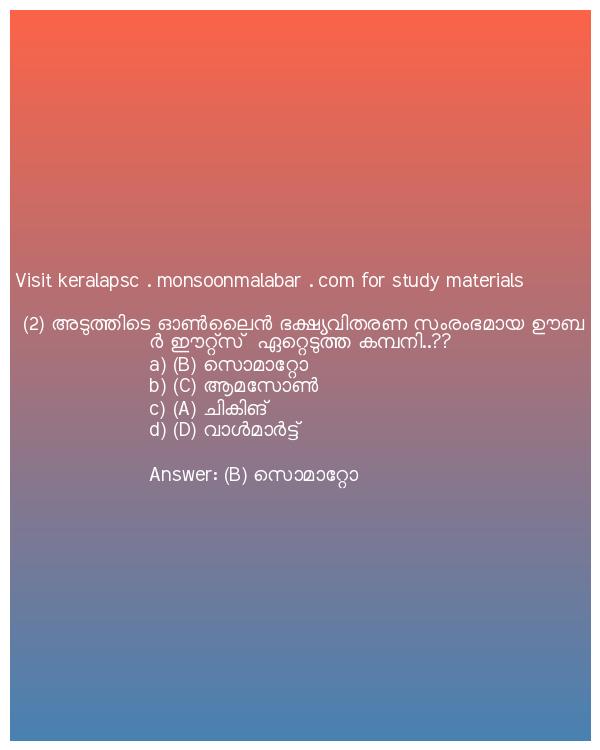 Visit keralapsc . monsoonmalabar . com for study materials
(2) അടുത്തിടെ ഓൺലൈൻ ഭക്ഷ്യവിതരണ സംരംഭമായ ഊബ
ർ ഈറ്റ്സ് ഏറ്റെടുത്ത കമ്പനി..??
a) (B) സൊമാറ്റോ
b) (C) ആമസോൺ
c) (A) ചികിങ്
d) (D) വാൾമാർട്ട്
Answer: (B) സൊമാറ്റോ